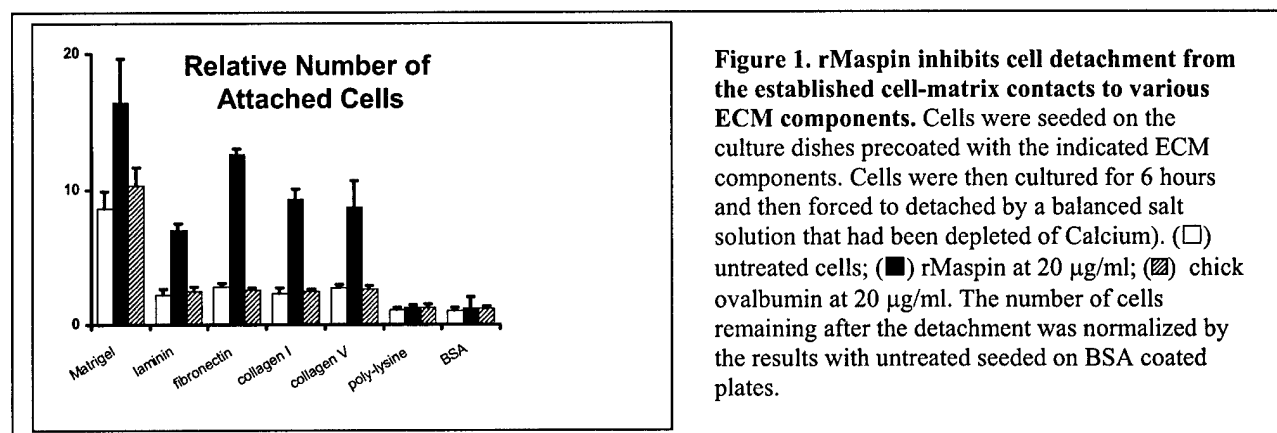 20
10
0
Relative Number of
Attached Cells
Matrigel
laminin
fibronectin
collagen I
collagen V
poly-lysine
BSA
Figure 1. rMaspin inhibits cell detachment from
the established cell-matrix contacts to various
ECM components. Cells were seeded on the
culture dishes precoated with the indicated ECM
components. Cells were then cultured for 6 hours
and then forced to detached by a balanced salt
solution that had been depleted of Calcium). (□)
untreated cells; (■) rMaspin at 20 µg/ml; (▨) chick
ovalbumin at 20 µg/ml. The number of cells
remaining after the detachment was normalized by
the results with untreated seeded on BSA coated
plates.